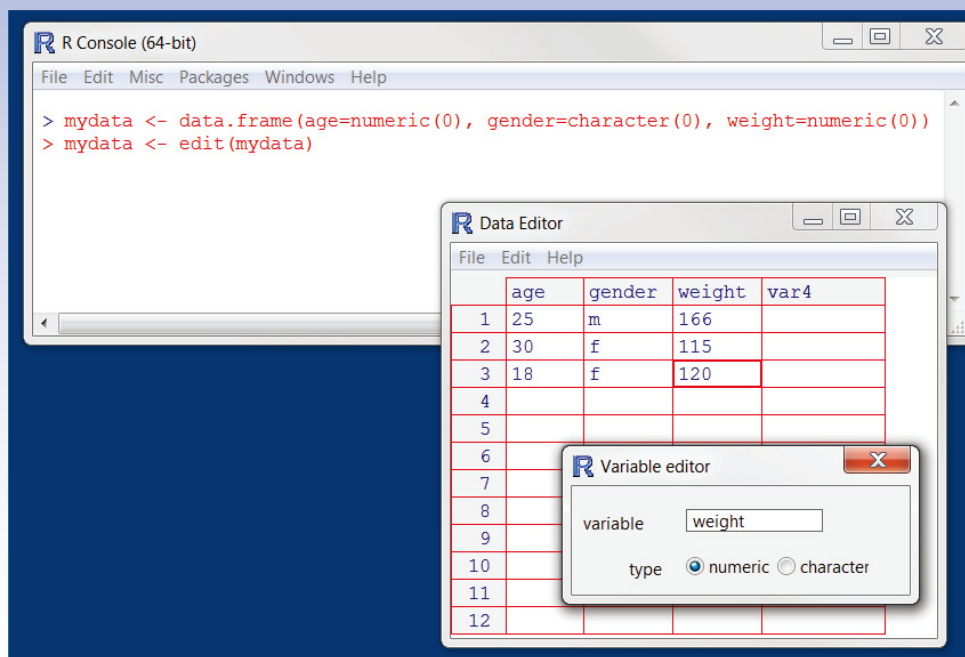 R Console (64-bit)
File Edit Misc Packages Windows Help
> mydata <- data.frame(age=numeric(0), gender=character(0), weight=numeric(0))
> mydata <- edit(mydata)
Data Editor
File Edit Help
age gender weight var4
1 25 m 166
2 30 f 115
3 18 f 120
4
5
6
7
8
9
10
11
12
Variable editor
variable weight
type numeric character